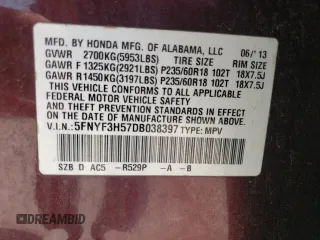 MFD. BY HONDA MFG. OF ALABAMA, LLC 06/'13
GVWR 2700KG(5953LBS) TIRE SIZE RIM SIZE
GAWR F 1325KG(2921LBS) P235/60R18 102T 18X7.5J
GAWR R 1450KG(3197LBS) P235/60R18 102T 18X7.5J
THIS VEHICLE CONFORMS TO ALL APPLICABLE
FEDERAL MOTOR VEHICLE SAFETY AND THEFT
PREVENTION STANDARDS IN EFFECT ON THE
DATE OF MANUFACTURE SHOWN ABOVE.
V.I.N:5FNYF3H57DB038397 TYPE:MPV
SZB D AC5 -R529P -A -B
DREAMBID